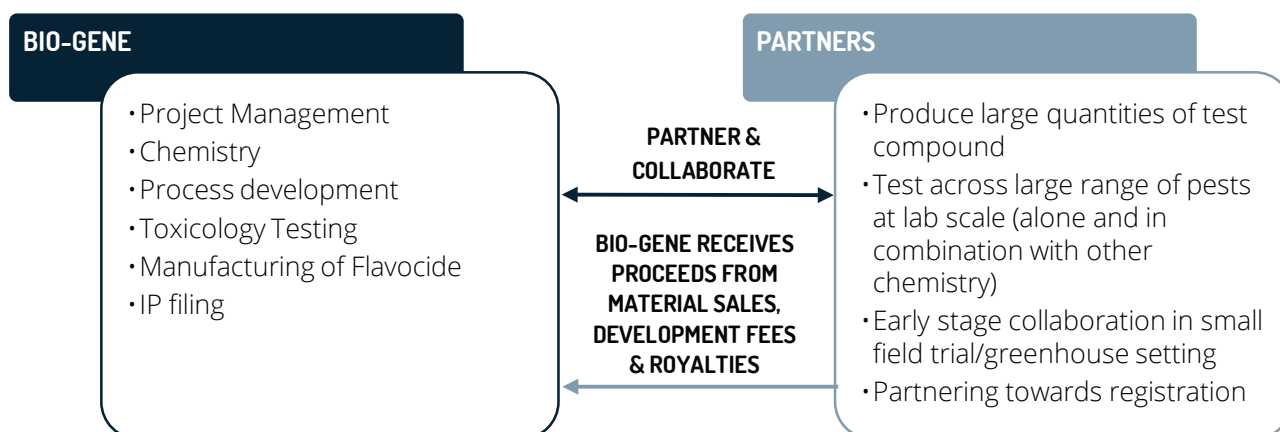 BIO-GENE
• Project Management
• Chemistry
• Process development
• Toxicology Testing
• Manufacturing of Flavocide
• IP filing
PARTNER &
COLLABORATE
BIO-GENE RECEIVES
PROCEEDS FROM
MATERIAL SALES,
DEVELOPMENT FEES
& ROYALTIES
PARTNERS
• Produce large quantities of test
compound
• Test across large range of pests
at lab scale (alone and in
combination with other
chemistry)
• Early stage collaboration in small
field trial/greenhouse setting
• Partnering towards registration